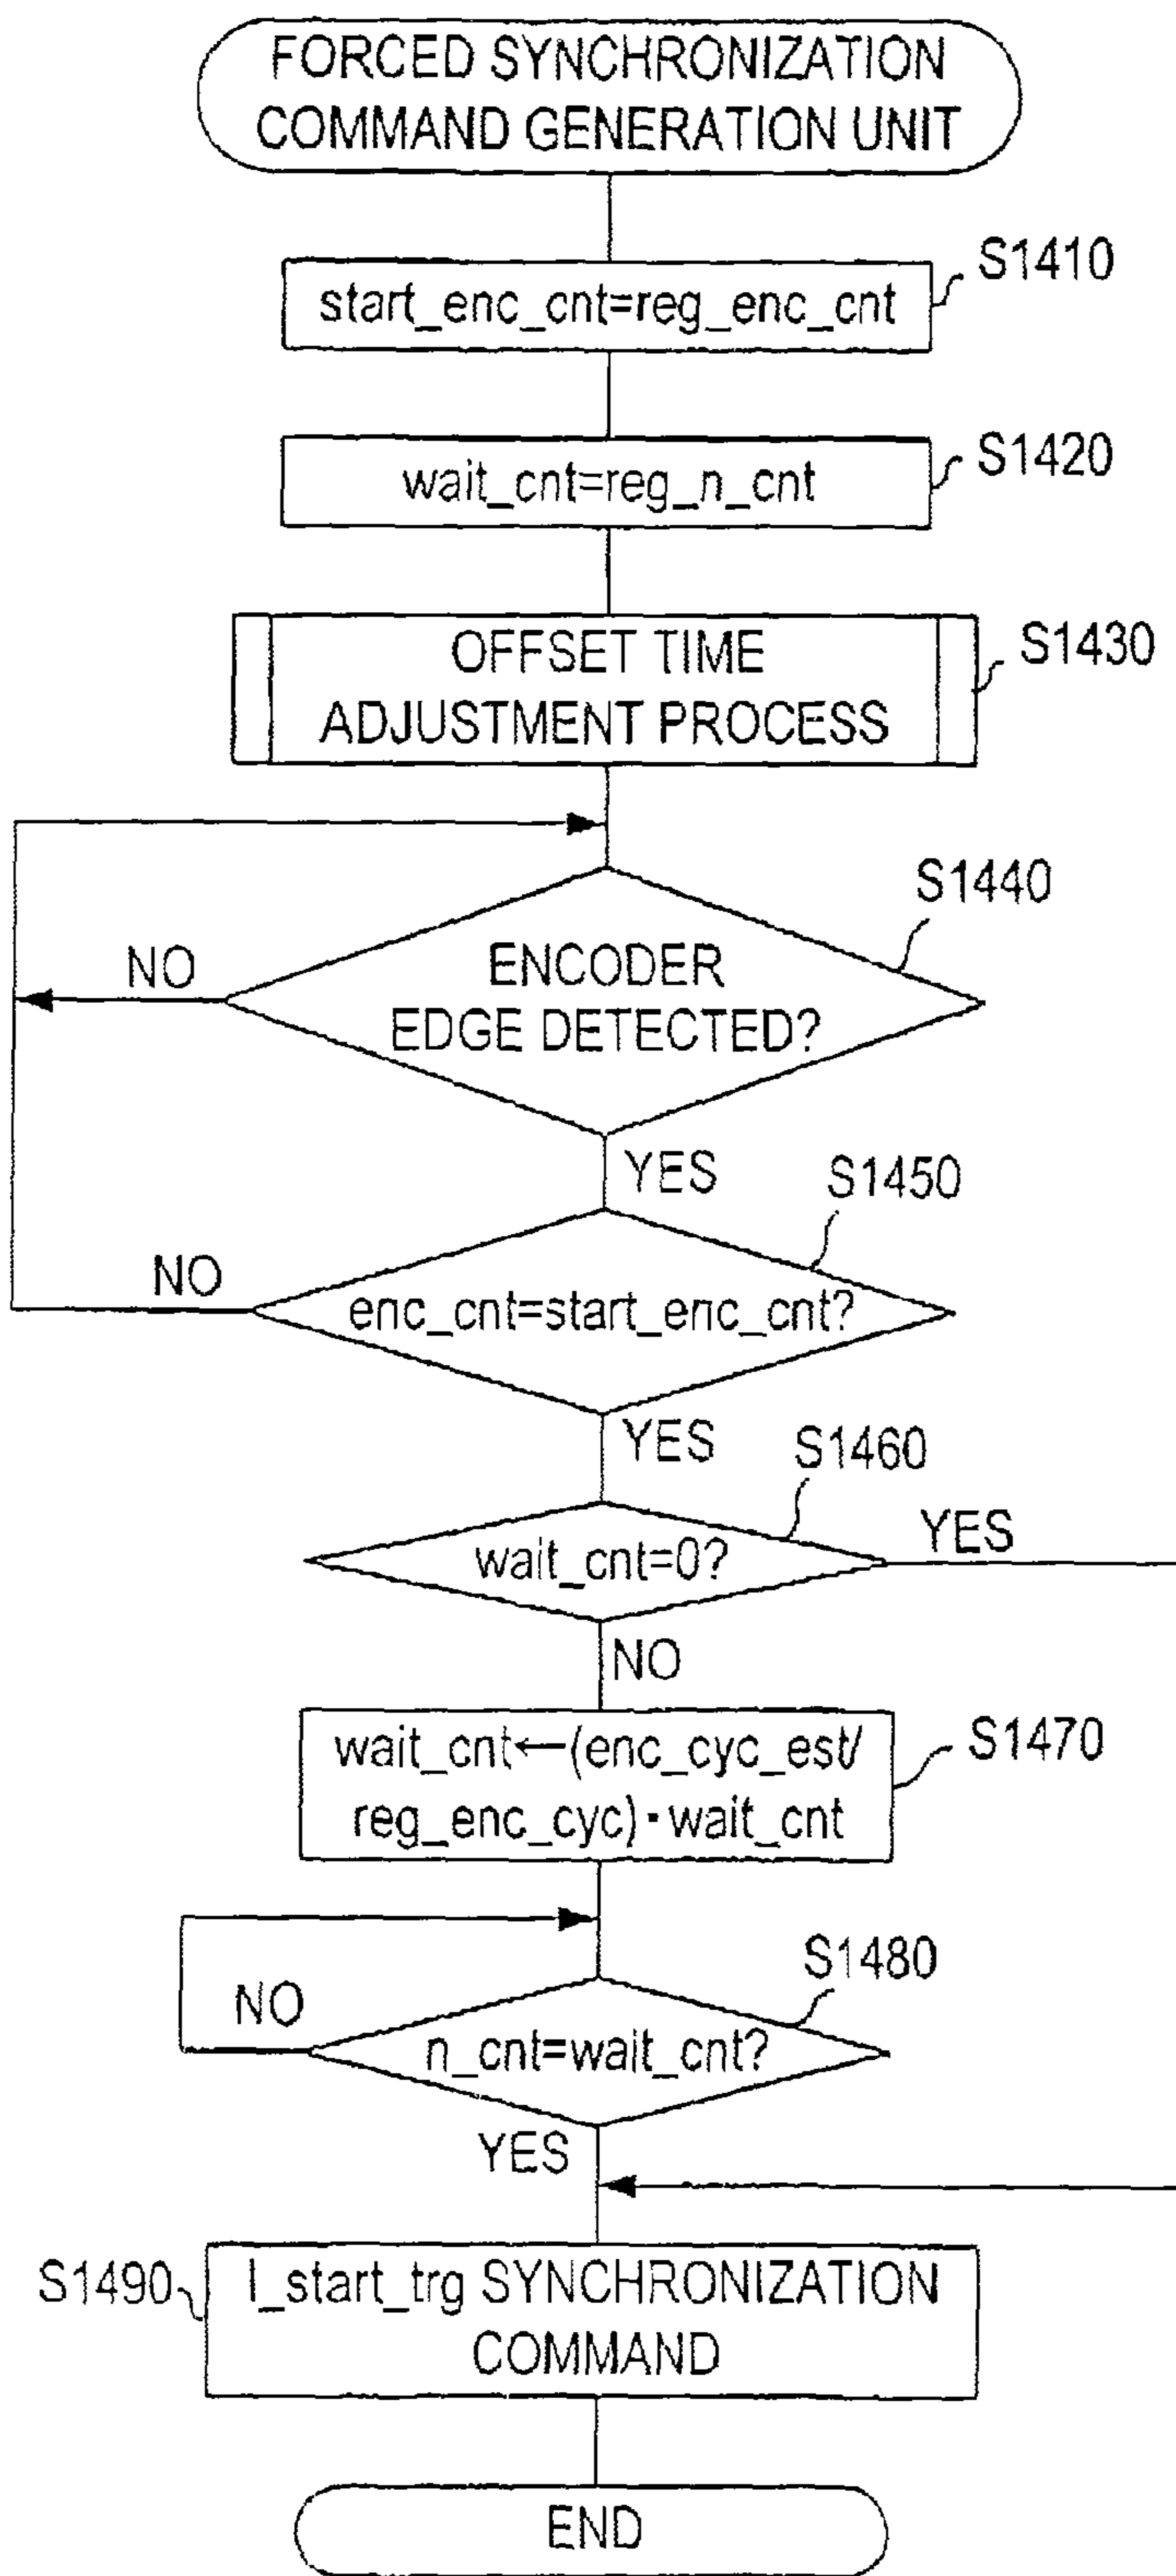 FORCED SYNCHRONIZATION
COMMAND GENERATION UNIT
S1410
start_enc_cnt=reg_enc_cnt
S1420
wait_cnt=reg_n_cnt
S1430
OFFSET TIME
ADJUSTMENT PROCESS
S1440
NO
ENCODER
EDGE DETECTED?
YES
S1450
NO
enc_cnt=start_enc_cnt?
YES
S1460
YES
wait_cnt=0?
NO
S1470
wait_cnt←(enc_cyc_est/
reg_enc_cyc)·wait_cnt
S1480
NO
n_cnt=wait_cnt?
YES
S1490
l_start_trg SYNCHRONIZATION
COMMAND
END